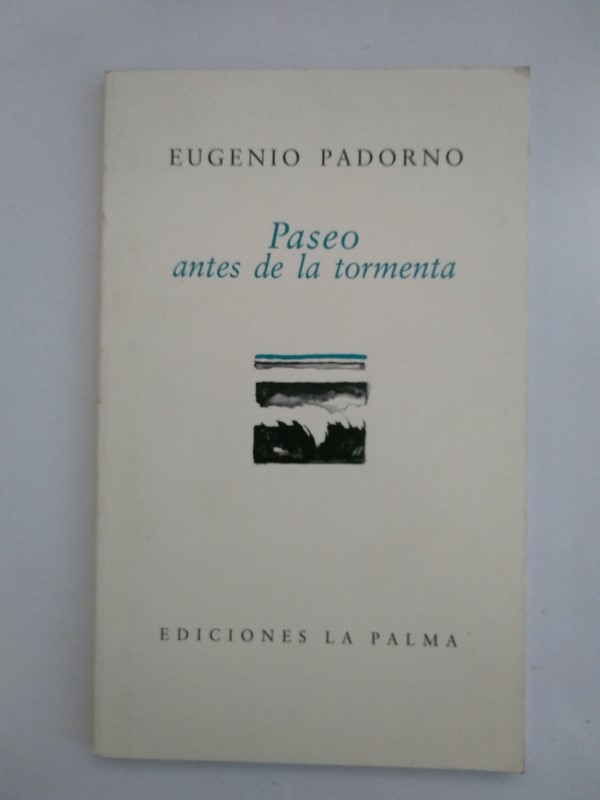 EUGENIO PADORNO
Paseo
antes de la tormenta
EDICIONES LA PALMA